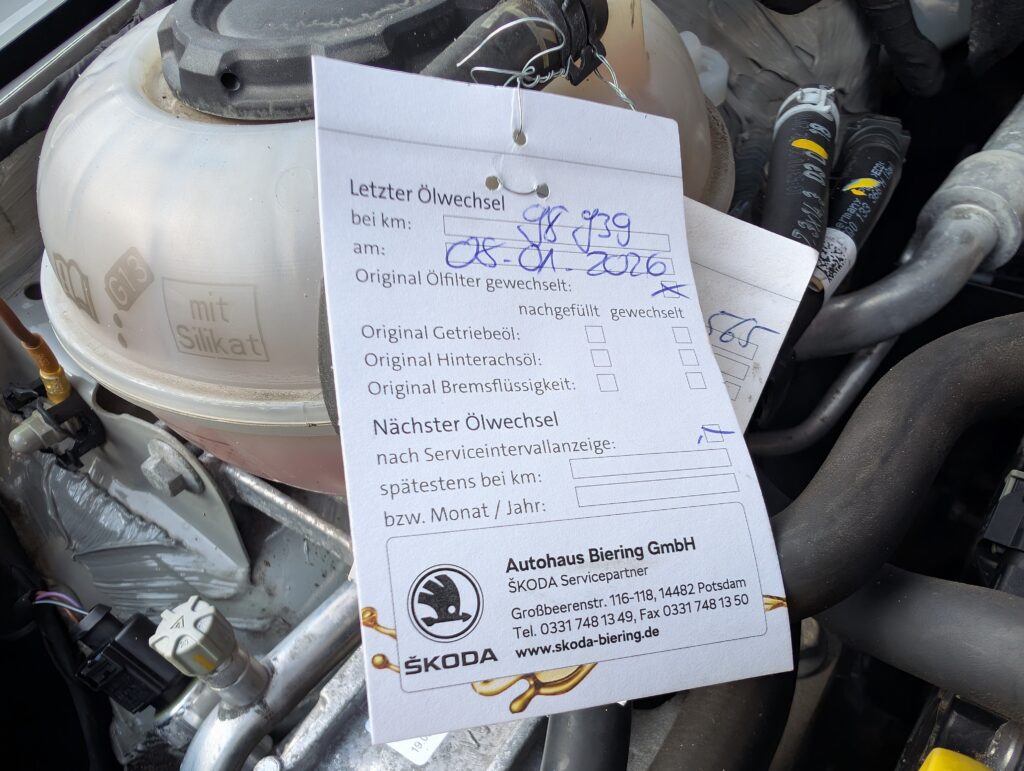 Letzter Ölwechsel
bei km: 98 939
am: 05-01-2026
Original Ölfilter gewechselt:
nachgefüllt gewechselt
Original Getriebeöl:
Original Hinterachsöl:
Original Bremsflüssigkeit:
Nächster Ölwechsel
nach Serviceintervallanzeige:
spätestens bei km:
bzw. Monat / Jahr:
Autohaus Biering GmbH
ŠKODA Servicepartner
Großbeerenstr. 116-118, 14482 Potsdam
Tel. 0331 748 13 49, Fax 0331 748 13 50
www.skoda-biering.de
ŠKODA
G13
mit
Silikat
565